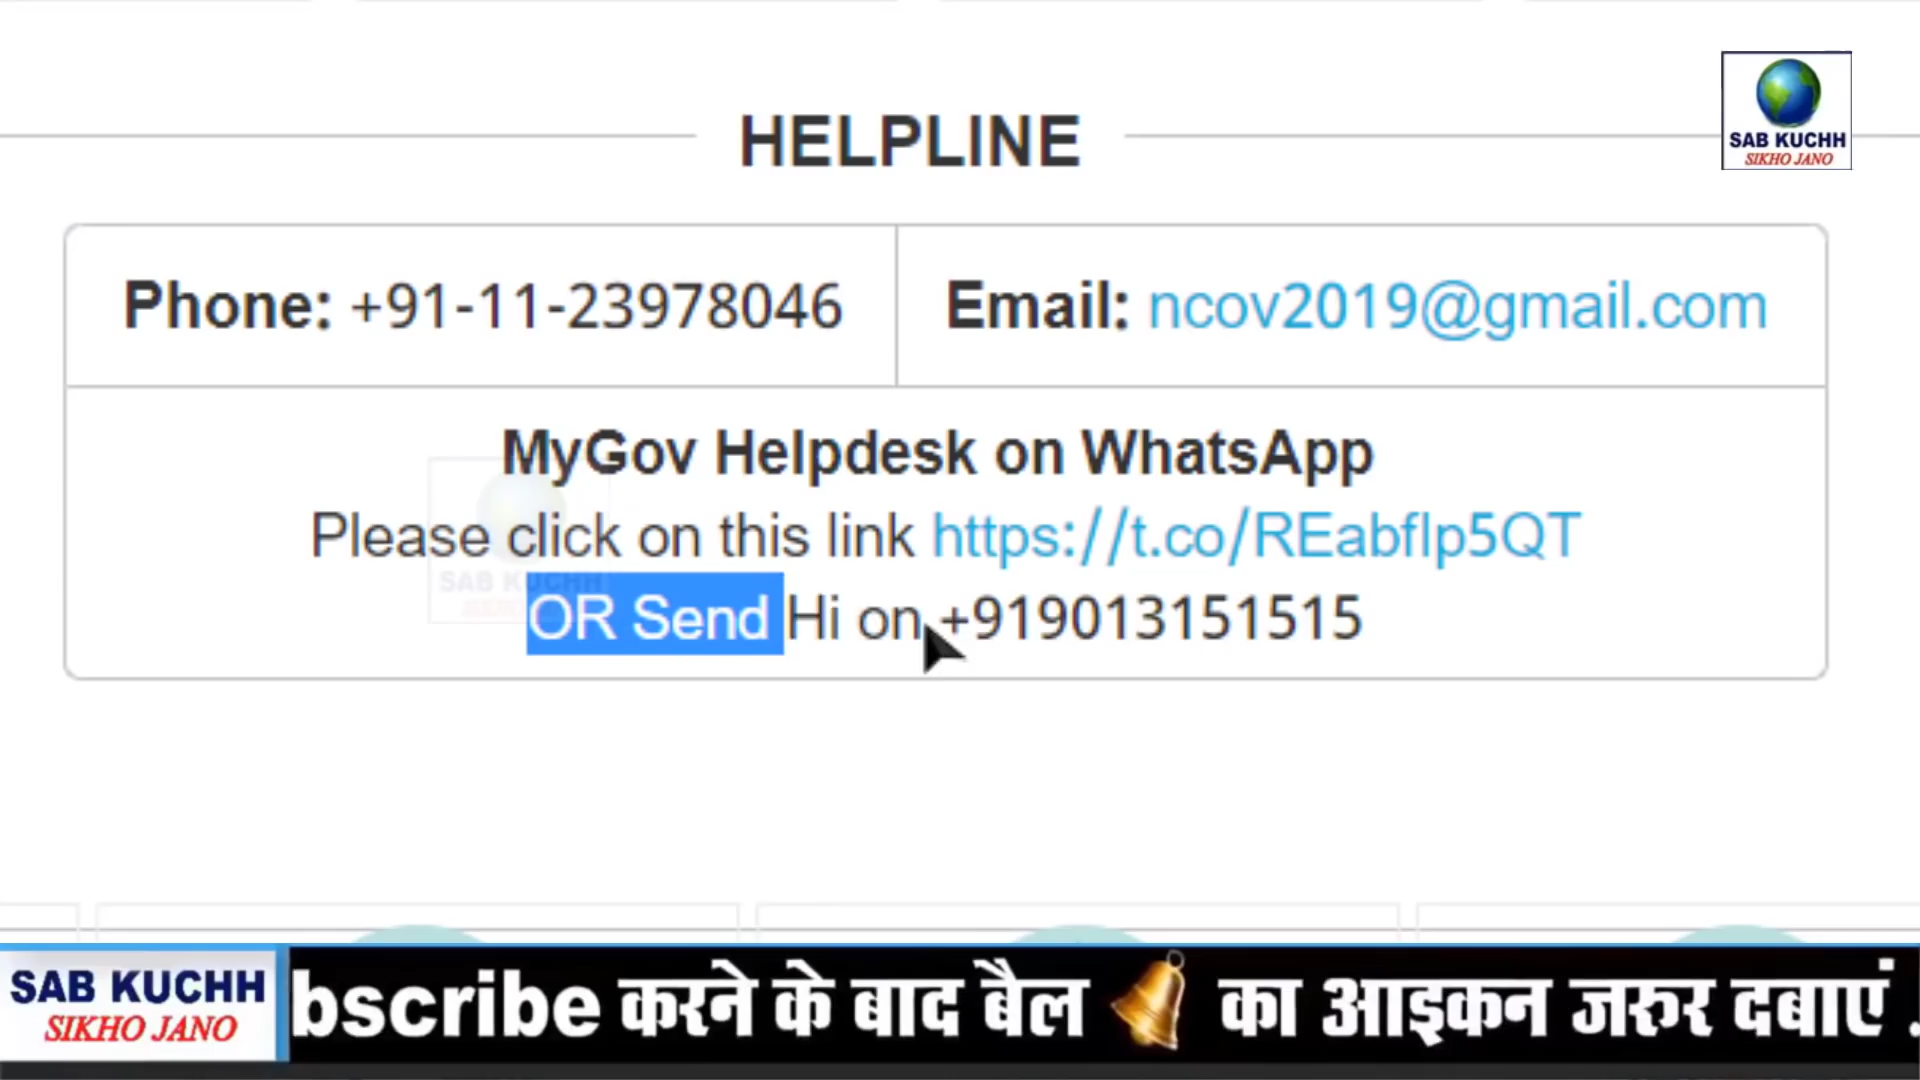 HELPLINE
SAB KUCHH
SIKHO JANO
Phone: +91-11-23978046
Email: ncov2019@gmail.com
MyGov Helpdesk on WhatsApp
Please click on this link https://t.co/REabflp5QT
SAB KUCHH
OR Send Hi on +919013151515
SAB KUCHH
SIKHO JANO
bscribe करने के बाद बैल का आइकन जरुर दबाएं .